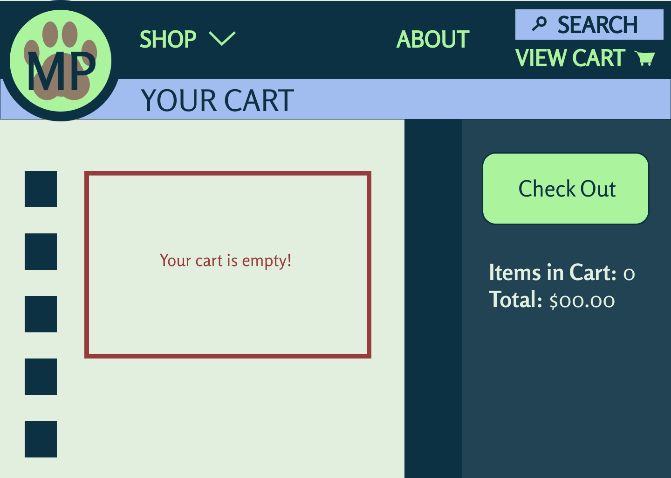 MP
SHOP
ABOUT
SEARCH
VIEW CART
YOUR CART
Your cart is empty!
Check Out
Items in Cart: 0
Total: $00.00